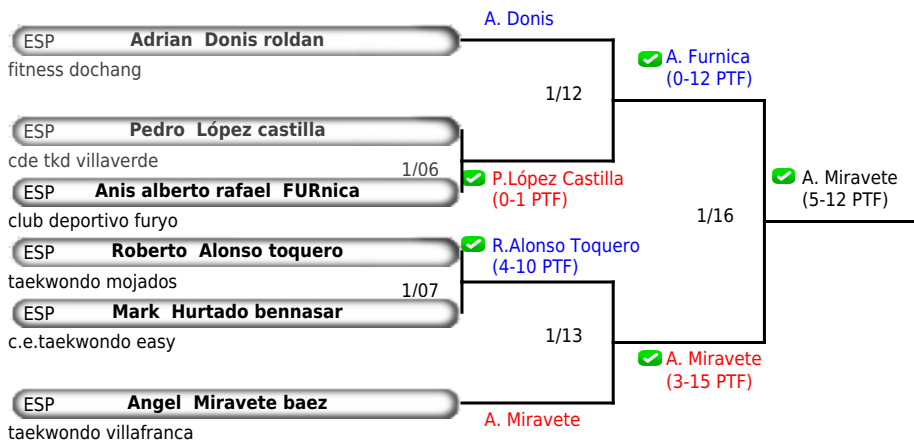 A. Donis
ESP Adrian Donis roldan
fitness dochang
A. Furnica
(0-12 PTF)
1/12
ESP Pedro López castilla
cde tkd villaverde
1/06
P.López Castilla
(0-1 PTF)
ESP Anis alberto rafael FURnica
club deportivo furyo
A. Miravete
(5-12 PTF)
1/16
ESP Roberto Alonso toquero
taekwondo mojados
R.Alonso Toquero
(4-10 PTF)
1/07
ESP Mark Hurtado bennasar
c.e.taekwondo easy
1/13
A. Miravete
(3-15 PTF)
ESP Angel Miravete baez
taekwondo villafranca
A. Miravete